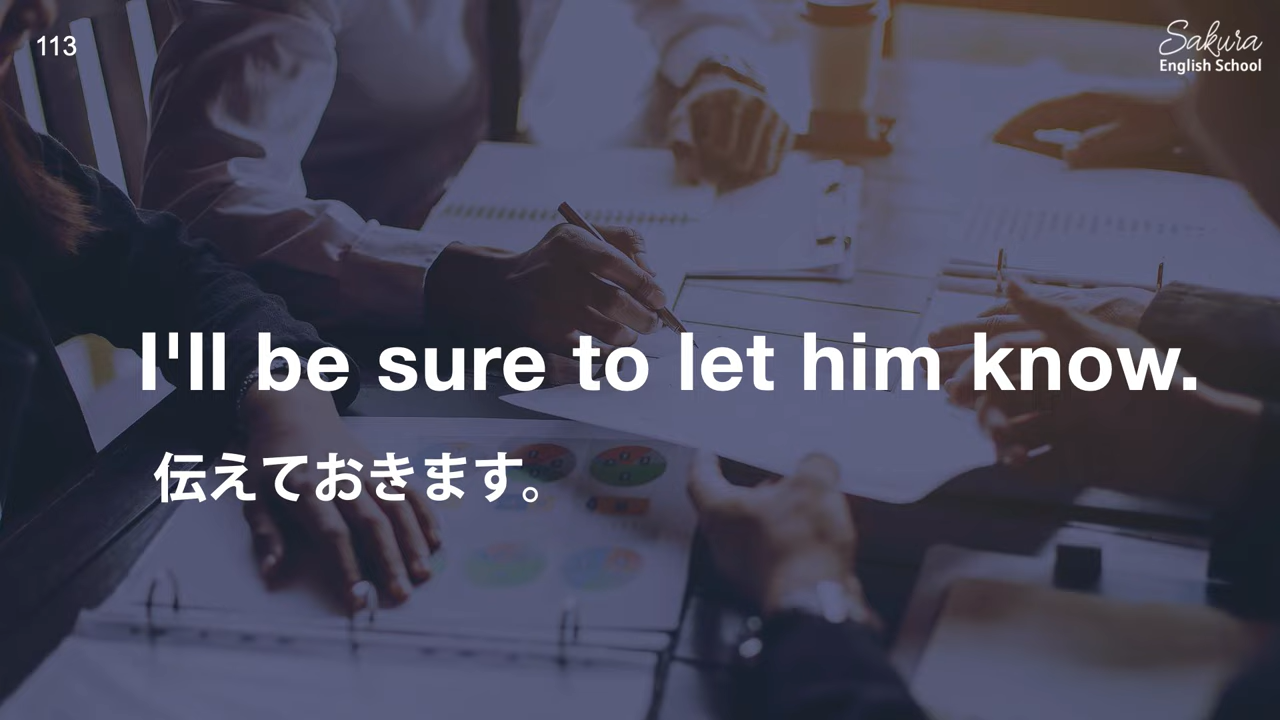 113
Sakura
English School
I'll be sure to let him know.
伝えておきます。